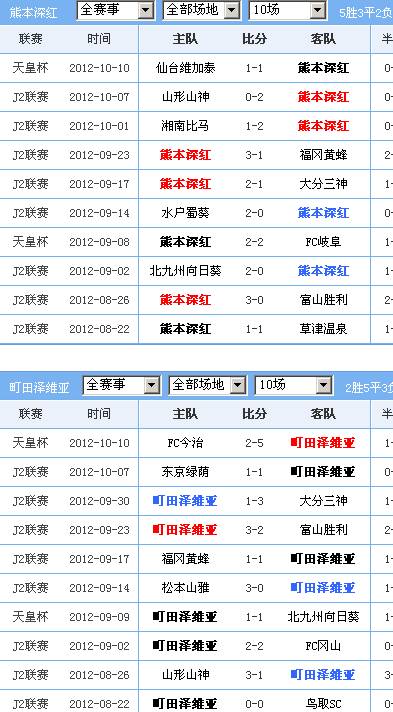 熊本深红 全赛事 全部场地 10场 5胜3平2负
联赛 时间 主队 比分 客队 半
天皇杯 2012-10-10 仙台维加泰 1-1 熊本深红 0-
J2联赛 2012-10-07 山形山神 0-2 熊本深红 0-
J2联赛 2012-10-01 湘南比马 1-2 熊本深红 0-
J2联赛 2012-09-23 熊本深红 3-1 福冈黄蜂 2-
J2联赛 2012-09-17 熊本深红 2-1 大分三神 1-
J2联赛 2012-09-14 水户蜀葵 2-0 熊本深红 0-
天皇杯 2012-09-08 熊本深红 2-2 FC岐阜 1-
J2联赛 2012-09-02 北九州向日葵 2-0 熊本深红 1-
J2联赛 2012-08-26 熊本深红 3-0 富山胜利 2-
J2联赛 2012-08-22 熊本深红 1-1 草津温泉 1-
町田泽维亚 全赛事 全部场地 10场 2胜5平3负
联赛 时间 主队 比分 客队 半
天皇杯 2012-10-10 FC今治 2-5 町田泽维亚 1-
J2联赛 2012-10-07 东京绿荫 1-1 町田泽维亚 0-
J2联赛 2012-09-30 町田泽维亚 1-3 大分三神 1-
J2联赛 2012-09-23 町田泽维亚 3-2 富山胜利 2-
J2联赛 2012-09-17 福冈黄蜂 1-1 町田泽维亚 1-
J2联赛 2012-09-14 松本山雅 3-0 町田泽维亚 1-
天皇杯 2012-09-09 町田泽维亚 1-1 北九州向日葵 1-
J2联赛 2012-09-02 町田泽维亚 2-2 FC冈山 0-
J2联赛 2012-08-26 山形山神 3-1 町田泽维亚 3-
J2联赛 2012-08-22 町田泽维亚 0-0 鸟取SC 0-